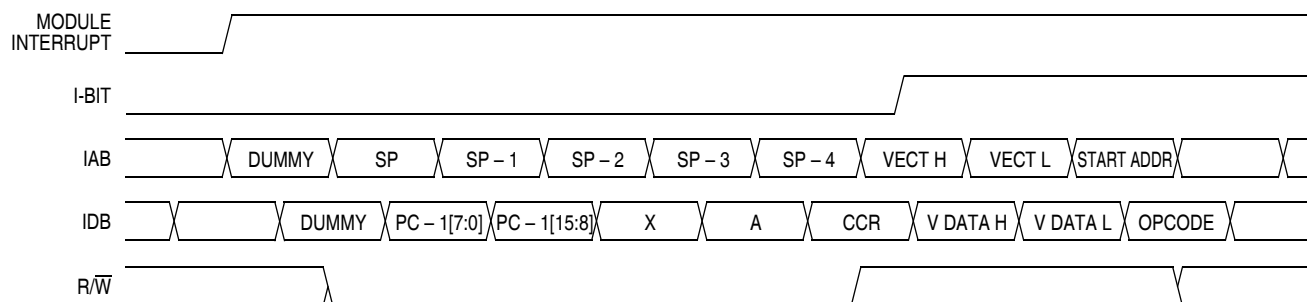 MODULE
INTERRUPT
I-BIT
IAB DUMMY SP SP – 1 SP – 2 SP – 3 SP – 4 VECT H VECT L START ADDR
IDB DUMMY PC – 1[7:0] PC – 1[15:8] X A CCR V DATA H V DATA L OPCODE
R/W̅